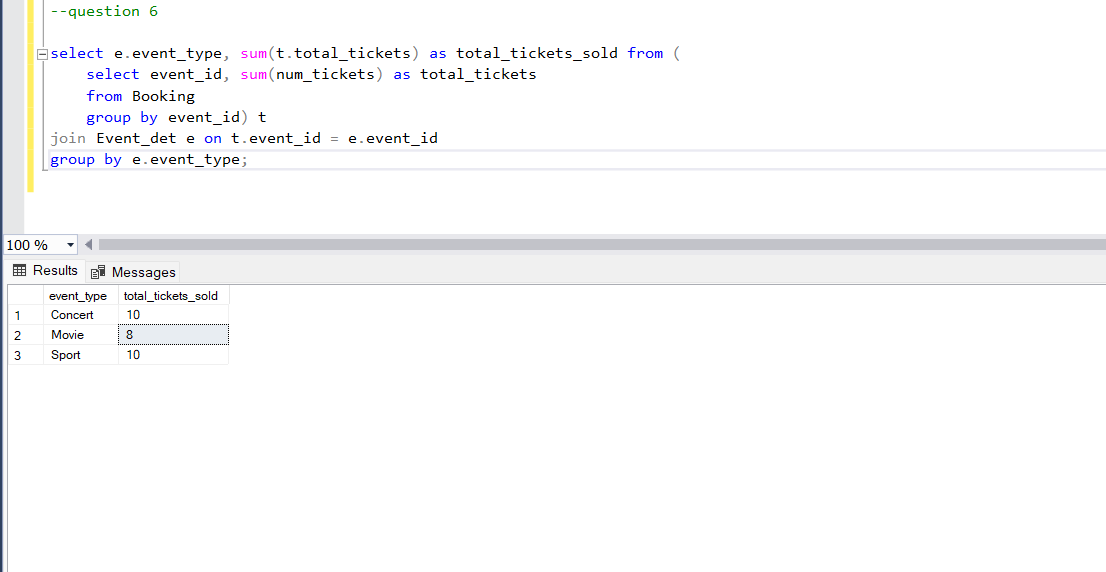 --question 6
select e.event_type, sum(t.total_tickets) as total_tickets_sold from (
select event_id, sum(num_tickets) as total_tickets
from Booking
group by event_id) t
join Event_det e on t.event_id = e.event_id
group by e.event_type;
100 %
Results Messages
event_type total_tickets_sold
1 Concert 10
2 Movie 8
3 Sport 10